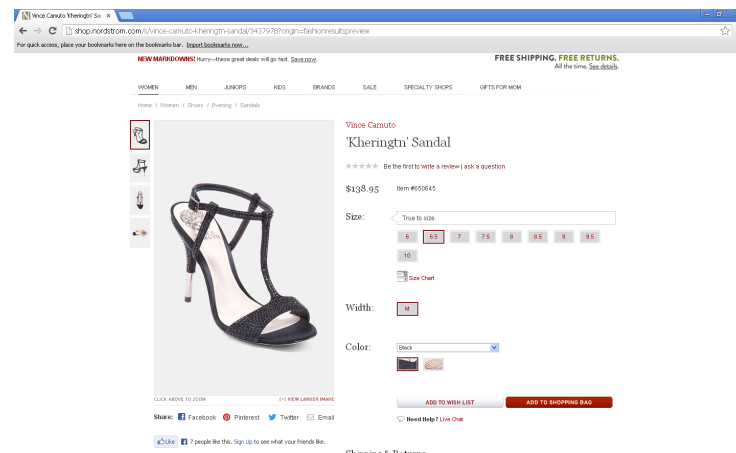 Vince Camuto 'Kheringtn' Sar
shop.nordstrom.com/s/vince-camuto-kheringtn-sandal/3437978?origin=fashionresultspreview
For quick access, place your bookmarks here on the bookmarks bar. Import bookmarks now...
NEW MARKDOWNS! Hurry—these great deals will go fast. Save now.
FREE SHIPPING. FREE RETURNS.
All the time. See details.
WOMEN MEN JUNIORS KIDS BRANDS SALE SPECIALTY SHOPS GIFTS FOR MOM
Home / Women / Shoes / Evening / Sandals
Vince Camuto
'Kheringtn' Sandal
Be the first to write a review | ask a question
$138.95 Item #650645
Size: True to size.
6 6.5 7 7.5 8 8.5 9 9.5
10
Size Chart
Width: M
Color: Black
CLICK ABOVE TO ZOOM (+) VIEW LARGER IMAGE
ADD TO WISH LIST ADD TO SHOPPING BAG
Share: Facebook Pinterest Twitter Email
Need Help? Live Chat
Like 7 people like this. Sign Up to see what your friends like.
Shipping & Returns